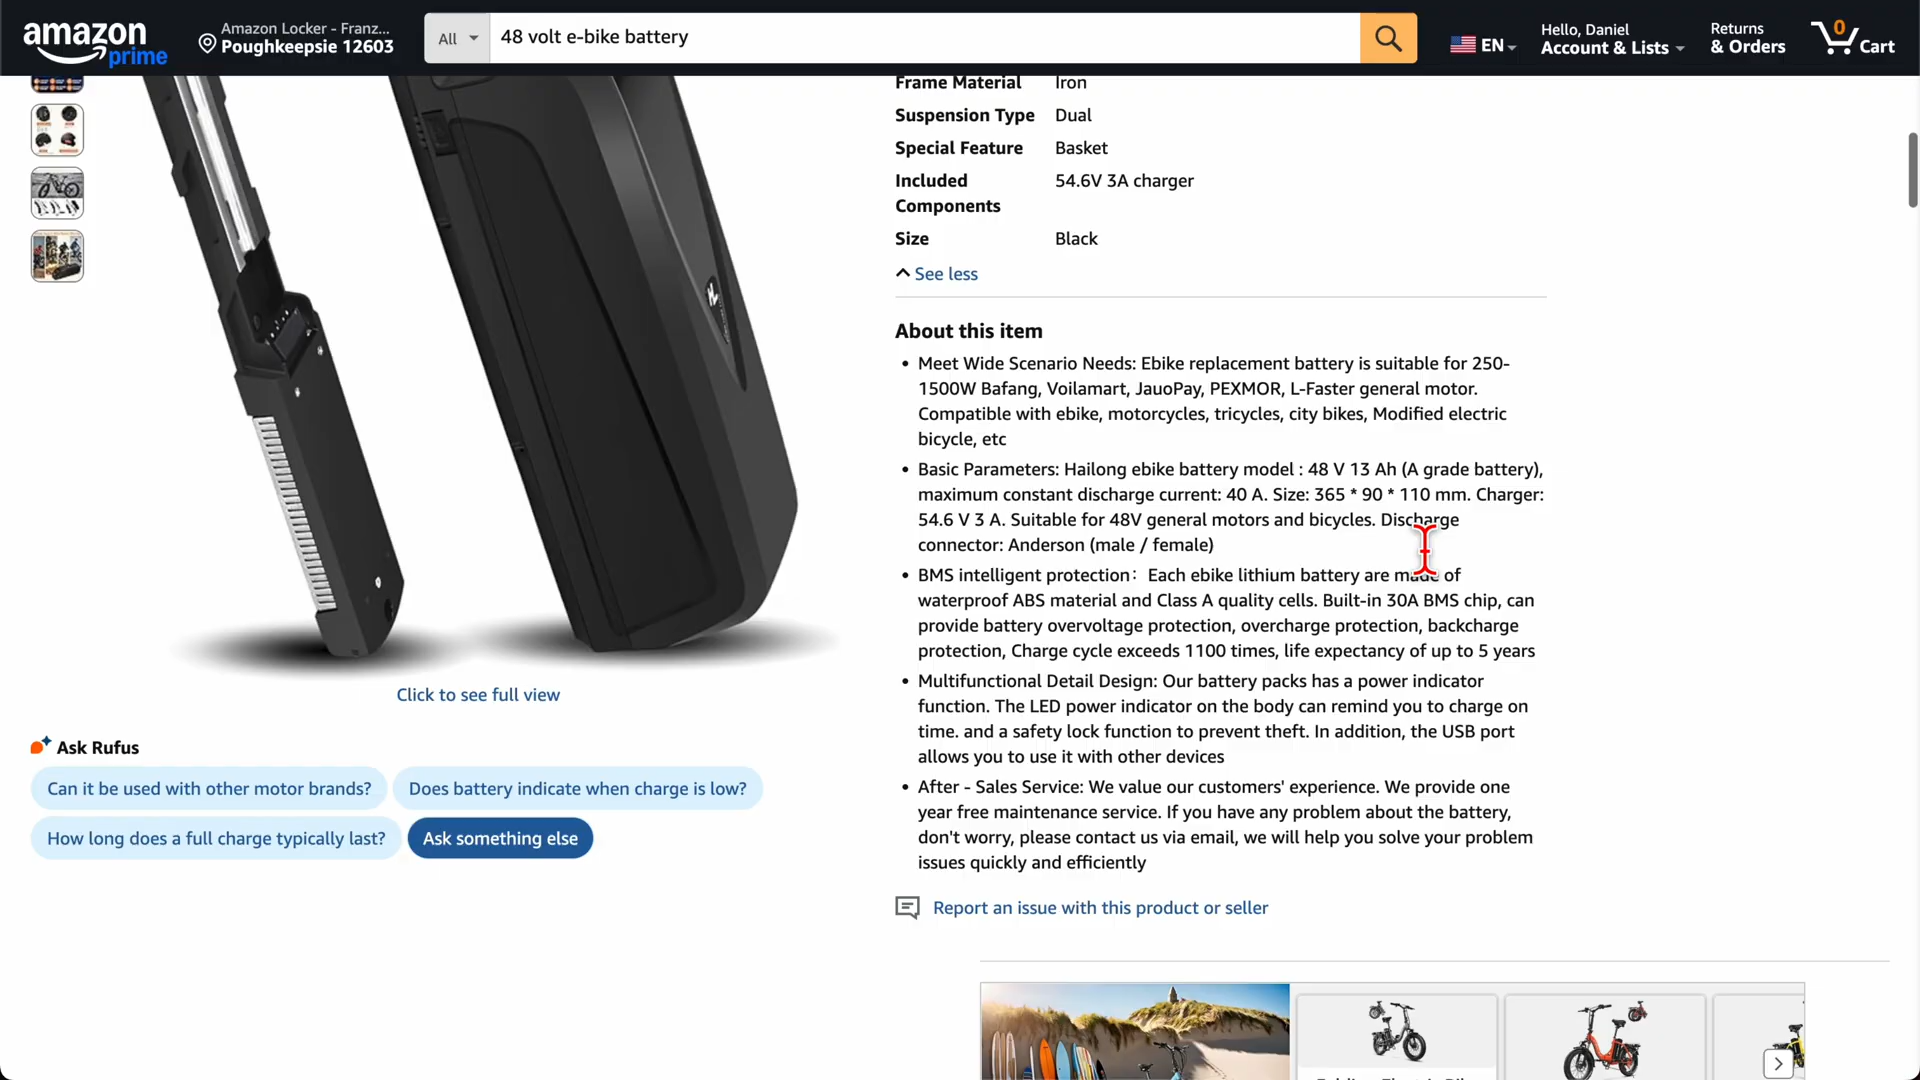 amazon
prime
Amazon Locker - Franz...
Poughkeepsie 12603
All
48 volt e-bike battery
EN
Hello, Daniel
Account & Lists
Returns
& Orders
0
Cart
Frame Material Iron
Suspension Type Dual
Special Feature Basket
Included Components 54.6V 3A charger
Size Black
See less
About this item
• Meet Wide Scenario Needs: Ebike replacement battery is suitable for 250-
1500W Bafang, Voilamart, JauoPay, PEXMOR, L-Faster general motor.
Compatible with ebike, motorcycles, tricycles, city bikes, Modified electric
bicycle, etc
• Basic Parameters: Hailong ebike battery model : 48 V 13 Ah (A grade battery),
maximum constant discharge current: 40 A. Size: 365 * 90 * 110 mm. Charger:
54.6 V 3 A. Suitable for 48V general motors and bicycles. Discharge
connector: Anderson (male / female)
• BMS intelligent protection：Each ebike lithium battery are made of
waterproof ABS material and Class A quality cells. Built-in 30A BMS chip, can
provide battery overvoltage protection, overcharge protection, backcharge
protection, Charge cycle exceeds 1100 times, life expectancy of up to 5 years
• Multifunctional Detail Design: Our battery packs has a power indicator
function. The LED power indicator on the body can remind you to charge on
time. and a safety lock function to prevent theft. In addition, the USB port
allows you to use it with other devices
• After - Sales Service: We value our customers' experience. We provide one
year free maintenance service. If you have any problem about the battery,
don't worry, please contact us via email, we will help you solve your problem
issues quickly and efficiently
Report an issue with this product or seller
Click to see full view
Ask Rufus
Can it be used with other motor brands?
Does battery indicate when charge is low?
How long does a full charge typically last?
Ask something else